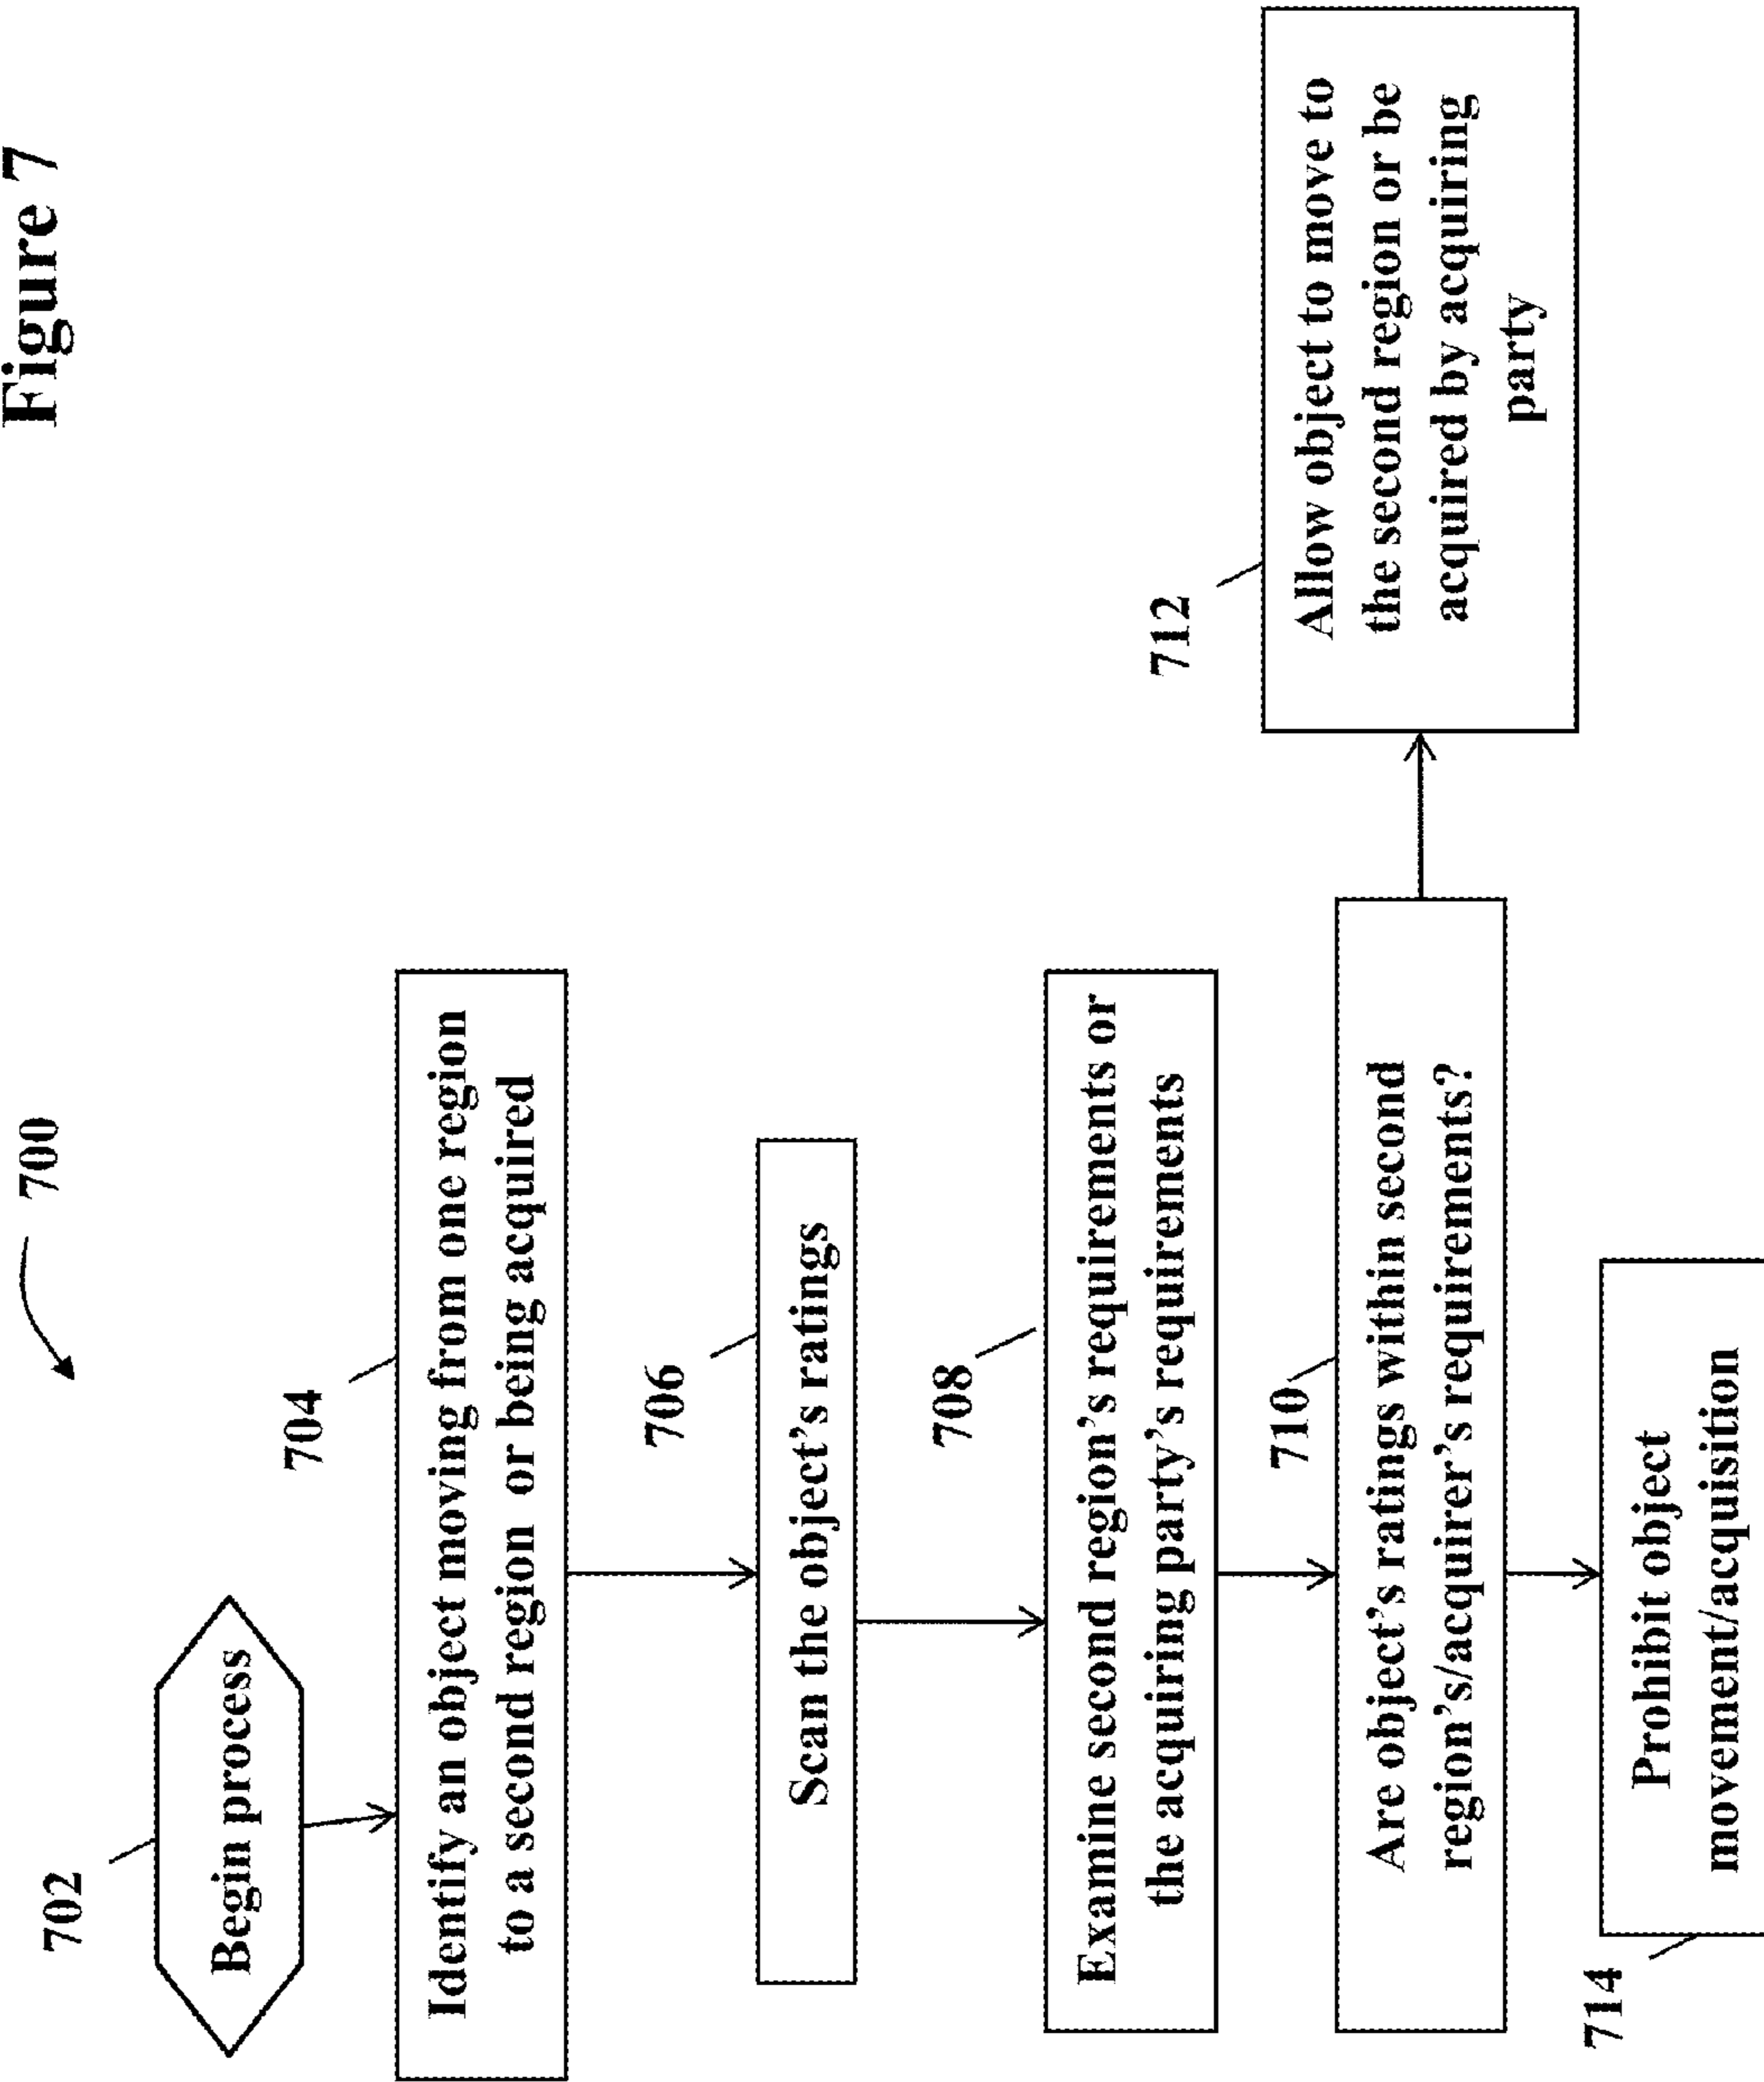 Figure 7
700
702
Begin process
704
Identify an object moving from one region
to a second region or being acquired
706
Scan the object’s ratings
708
Examine second region’s requirements or
the acquiring party’s requirements
710
Are object’s ratings within second
region’s/acquirer’s requirements?
712
Allow object to move to
the second region or be
acquired by acquiring
party
714
Prohibit object
movement/acquisition